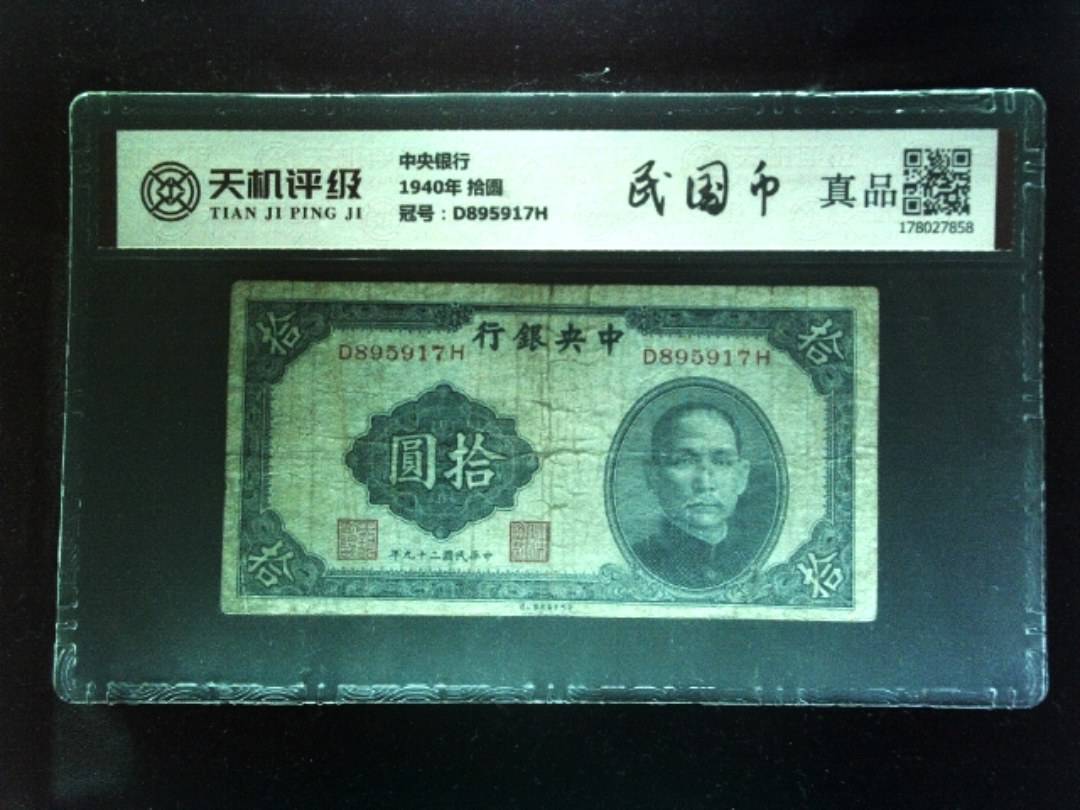 天机评级
TIAN JI PING JI
中央银行
1940年 拾圆
冠号：D895917H
民国币
真品
178027858
中央銀行
D895917H
D895917H
拾
拾
拾圓
中華民國二十九年
拾
拾